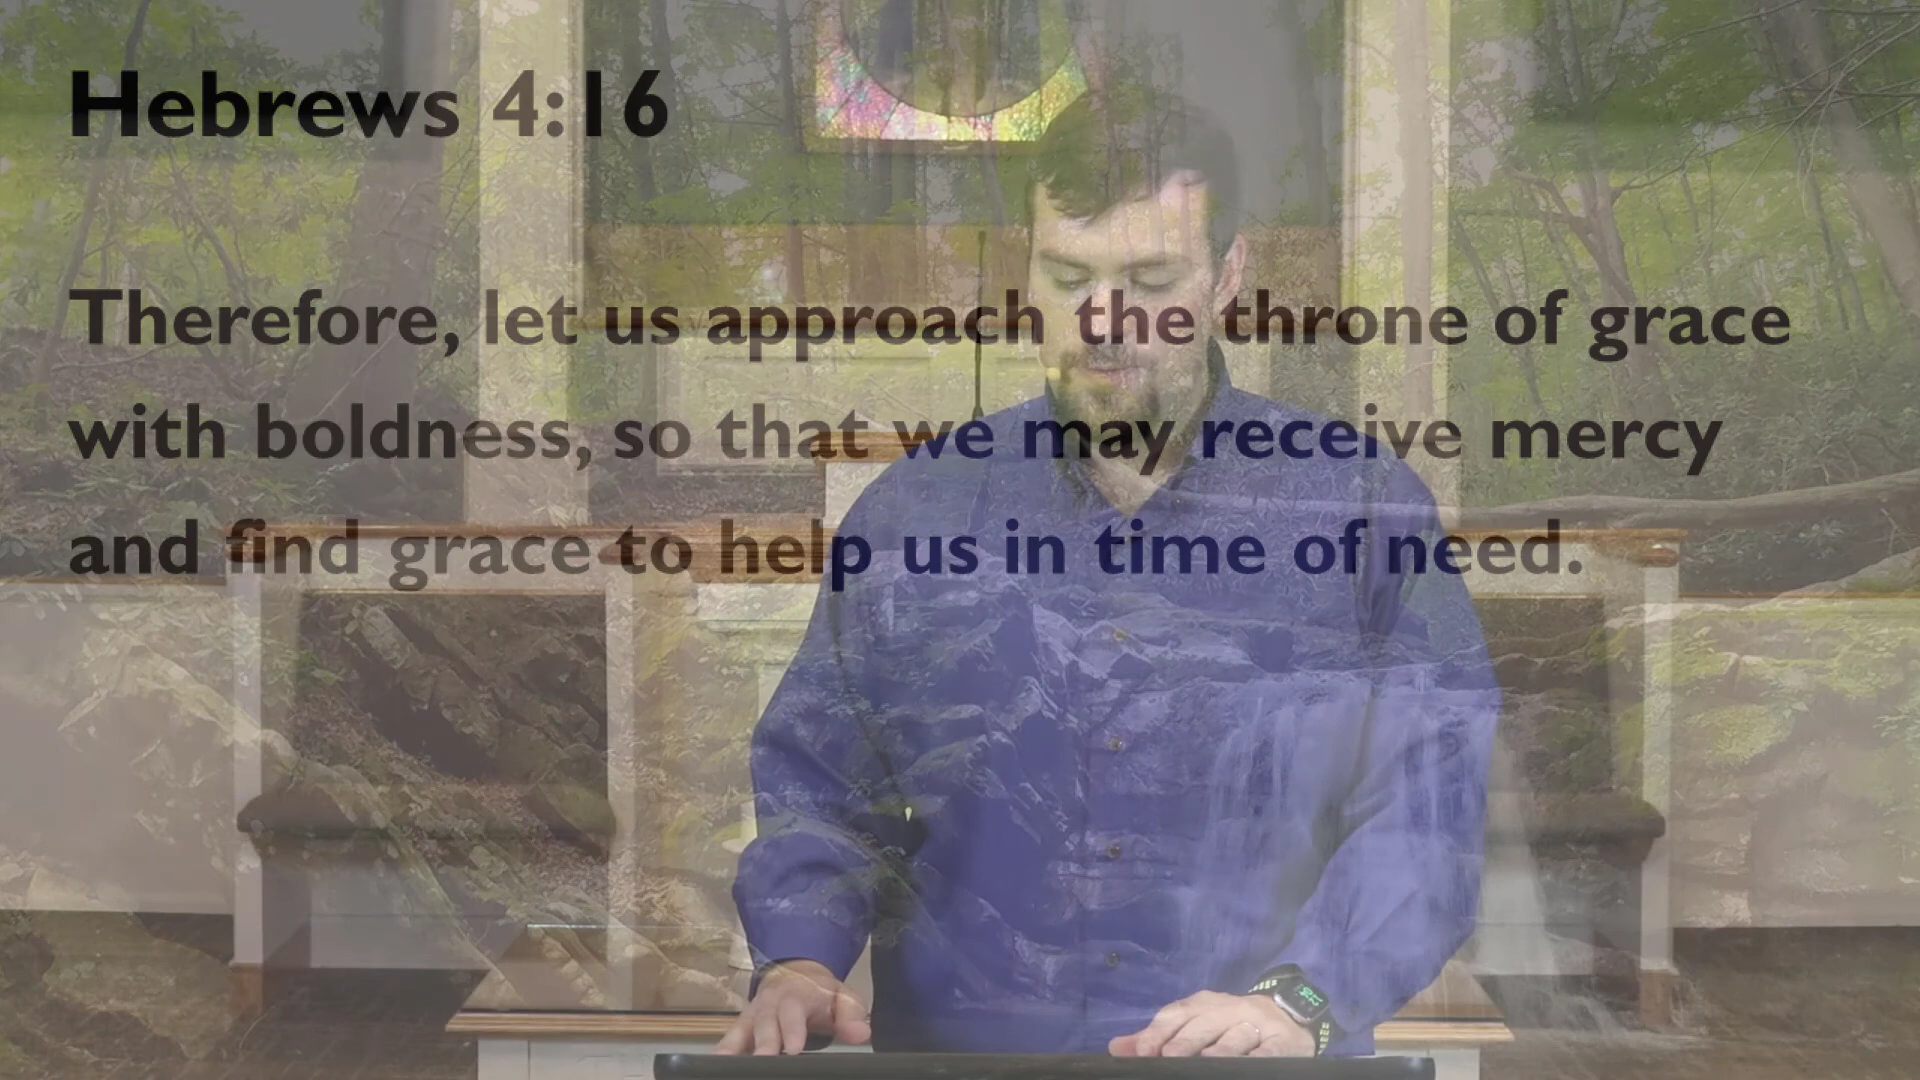 Hebrews 4:16
Therefore, let us approach the throne of grace
with boldness, so that we may receive mercy
and find grace to help us in time of need.